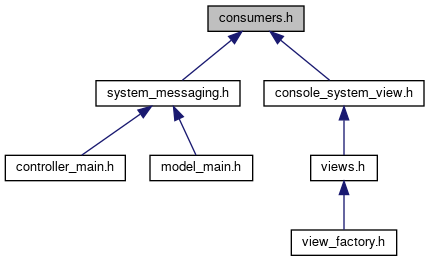 consumers.h
system_messaging.h
console_system_view.h
controller_main.h
model_main.h
views.h
view_factory.h